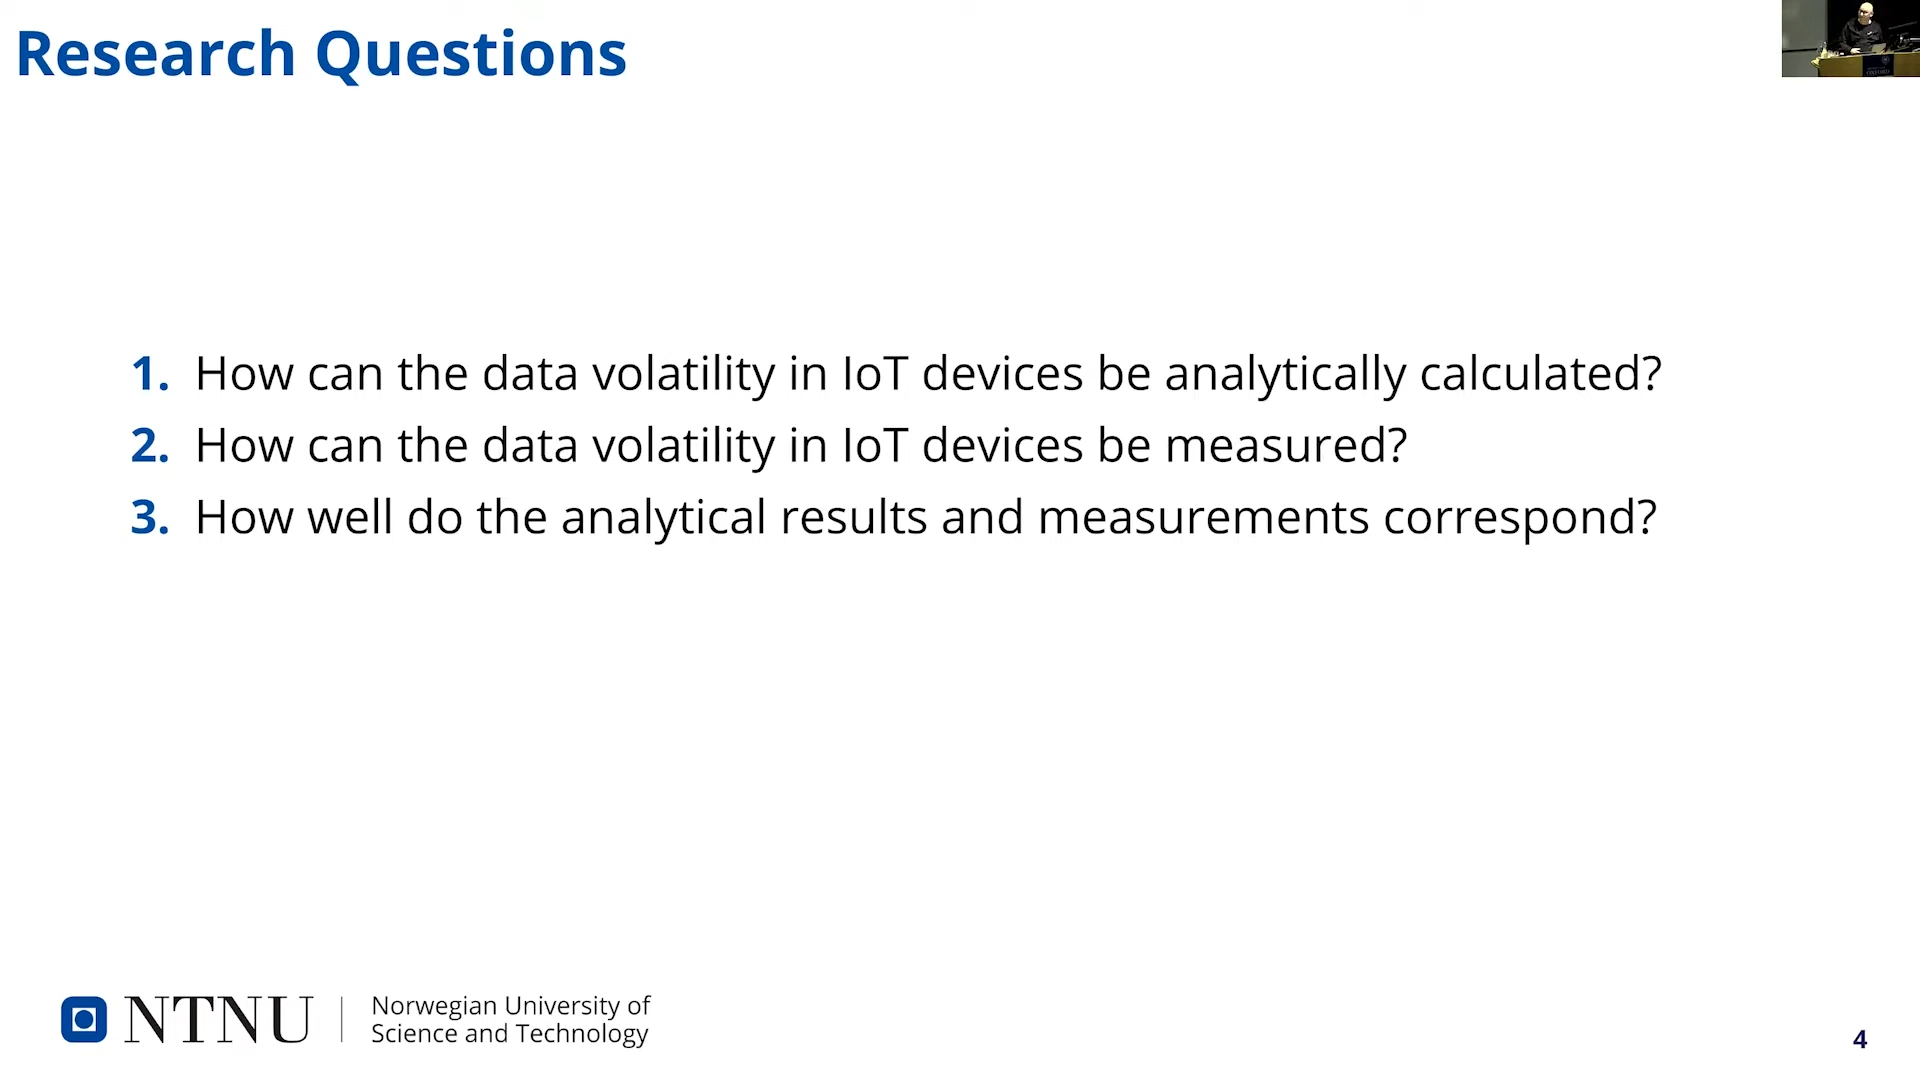 Research Questions
1. How can the data volatility in IoT devices be analytically calculated?
2. How can the data volatility in IoT devices be measured?
3. How well do the analytical results and measurements correspond?
NTNU
Norwegian University of
Science and Technology
4